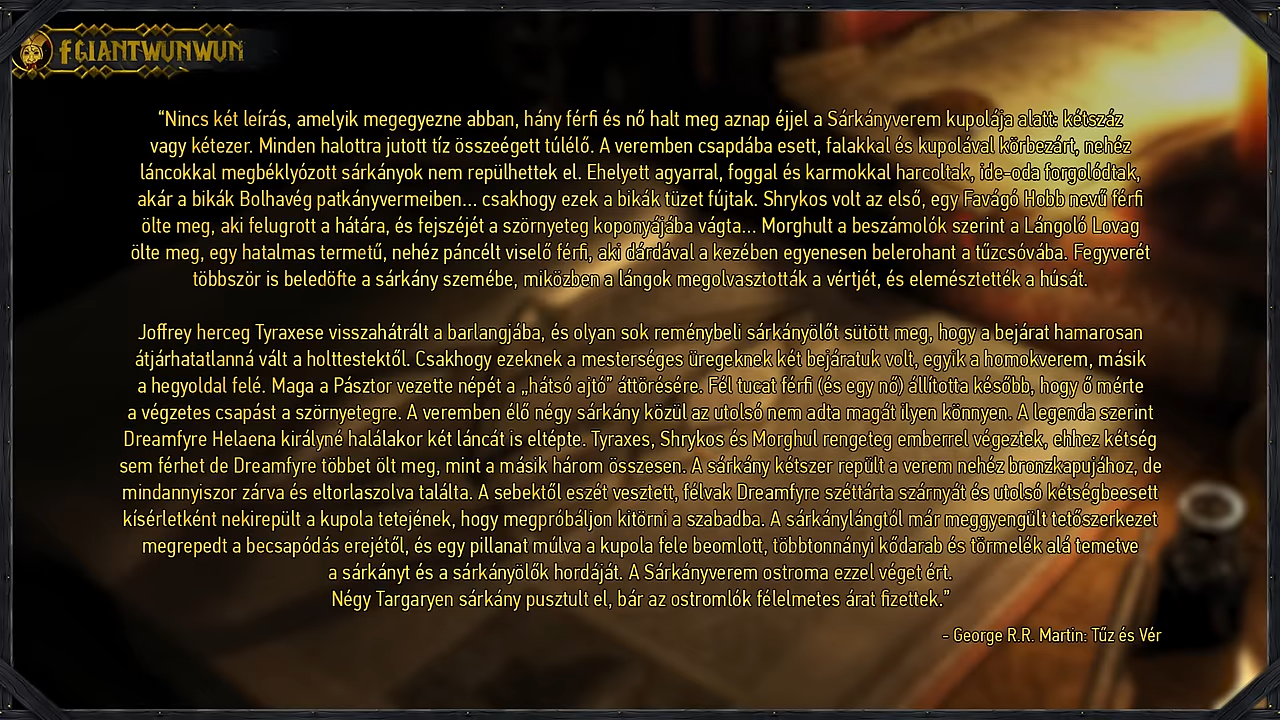 fGIANTWUNWUN
“Nincs két leírás, amelyik megegyezne abban, hány férfi és nő halt meg aznap éjjel a Sárkányverem kupolája alatt: kétszáz
vagy kétezer. Minden halottra jutott tíz összeégett túlélő. A veremben csapdába esett, falakkal és kupolával körbezárt, nehéz
láncokkal megbéklyózott sárkányok nem repülhettek el. Ehelyett agyarral, foggal és karmokkal harcoltak, ide-oda forgolódtak,
akár a bikák Bolhavég patkányvermeiben... csakhogy ezek a bikák tüzet fújtak. Shrykos volt az első, egy Favágó Hobb nevű férfi
ölte meg, aki felugrott a hátára, és fejszéjét a szörnyeteg koponyájába vágta... Morghult a beszámolók szerint a Lángoló Lovag
ölte meg, egy hatalmas termetű, nehéz páncélt viselő férfi, aki dárdával a kezében egyenesen belerohant a tűzcsóvába. Fegyverét
többször is beledöfte a sárkány szemébe, miközben a lángok megolvasztották a vértjét, és elemésztették a húsát.
Joffrey herceg Tyraxese visszahátrált a barlangjába, és olyan sok reménybeli sárkányölőt sütött meg, hogy a bejárat hamarosan
átjárhatatlanná vált a holttestektől. Csakhogy ezeknek a mesterséges üregeknek két bejáratuk volt, egyik a homokverem, másik
a hegyoldal felé. Maga a Pásztor vezette népét a „hátsó ajtó” áttörésére. Fél tucat férfi (és egy nő) állította később, hogy ő mérte
a végzetes csapást a szörnyetegre. A veremben élő négy sárkány közül az utolsó nem adta magát ilyen könnyen. A legenda szerint
Dreamfyre Helaena királyné halálakor két láncát is eltépte. Tyraxes, Shrykos és Morghul rengeteg emberrel végeztek, ehhez kétség
sem férhet de Dreamfyre többet ölt meg, mint a másik három összesen. A sárkány kétszer repült a verem nehéz bronzkapujához, de
mindannyiszor zárva és eltorlaszolva találta. A sebektől eszét vesztett, félvak Dreamfyre széttárta szárnyát és utolsó kétségbeesett
kísérletként nekirepült a kupola tetejének, hogy megpróbáljon kitörni a szabadba. A sárkánylángtól már meggyengült tetőszerkezet
megrepedt a becsapódás erejétől, és egy pillanat múlva a kupola fele beomlott, többtonnányi kődarab és törmelék alá temetve
a sárkányt és a sárkányölők hordáját. A Sárkányverem ostroma ezzel véget ért.
Négy Targaryen sárkány pusztult el, bár az ostromlók félelmetes árat fizettek.”
- George R.R. Martin: Tűz és Vér